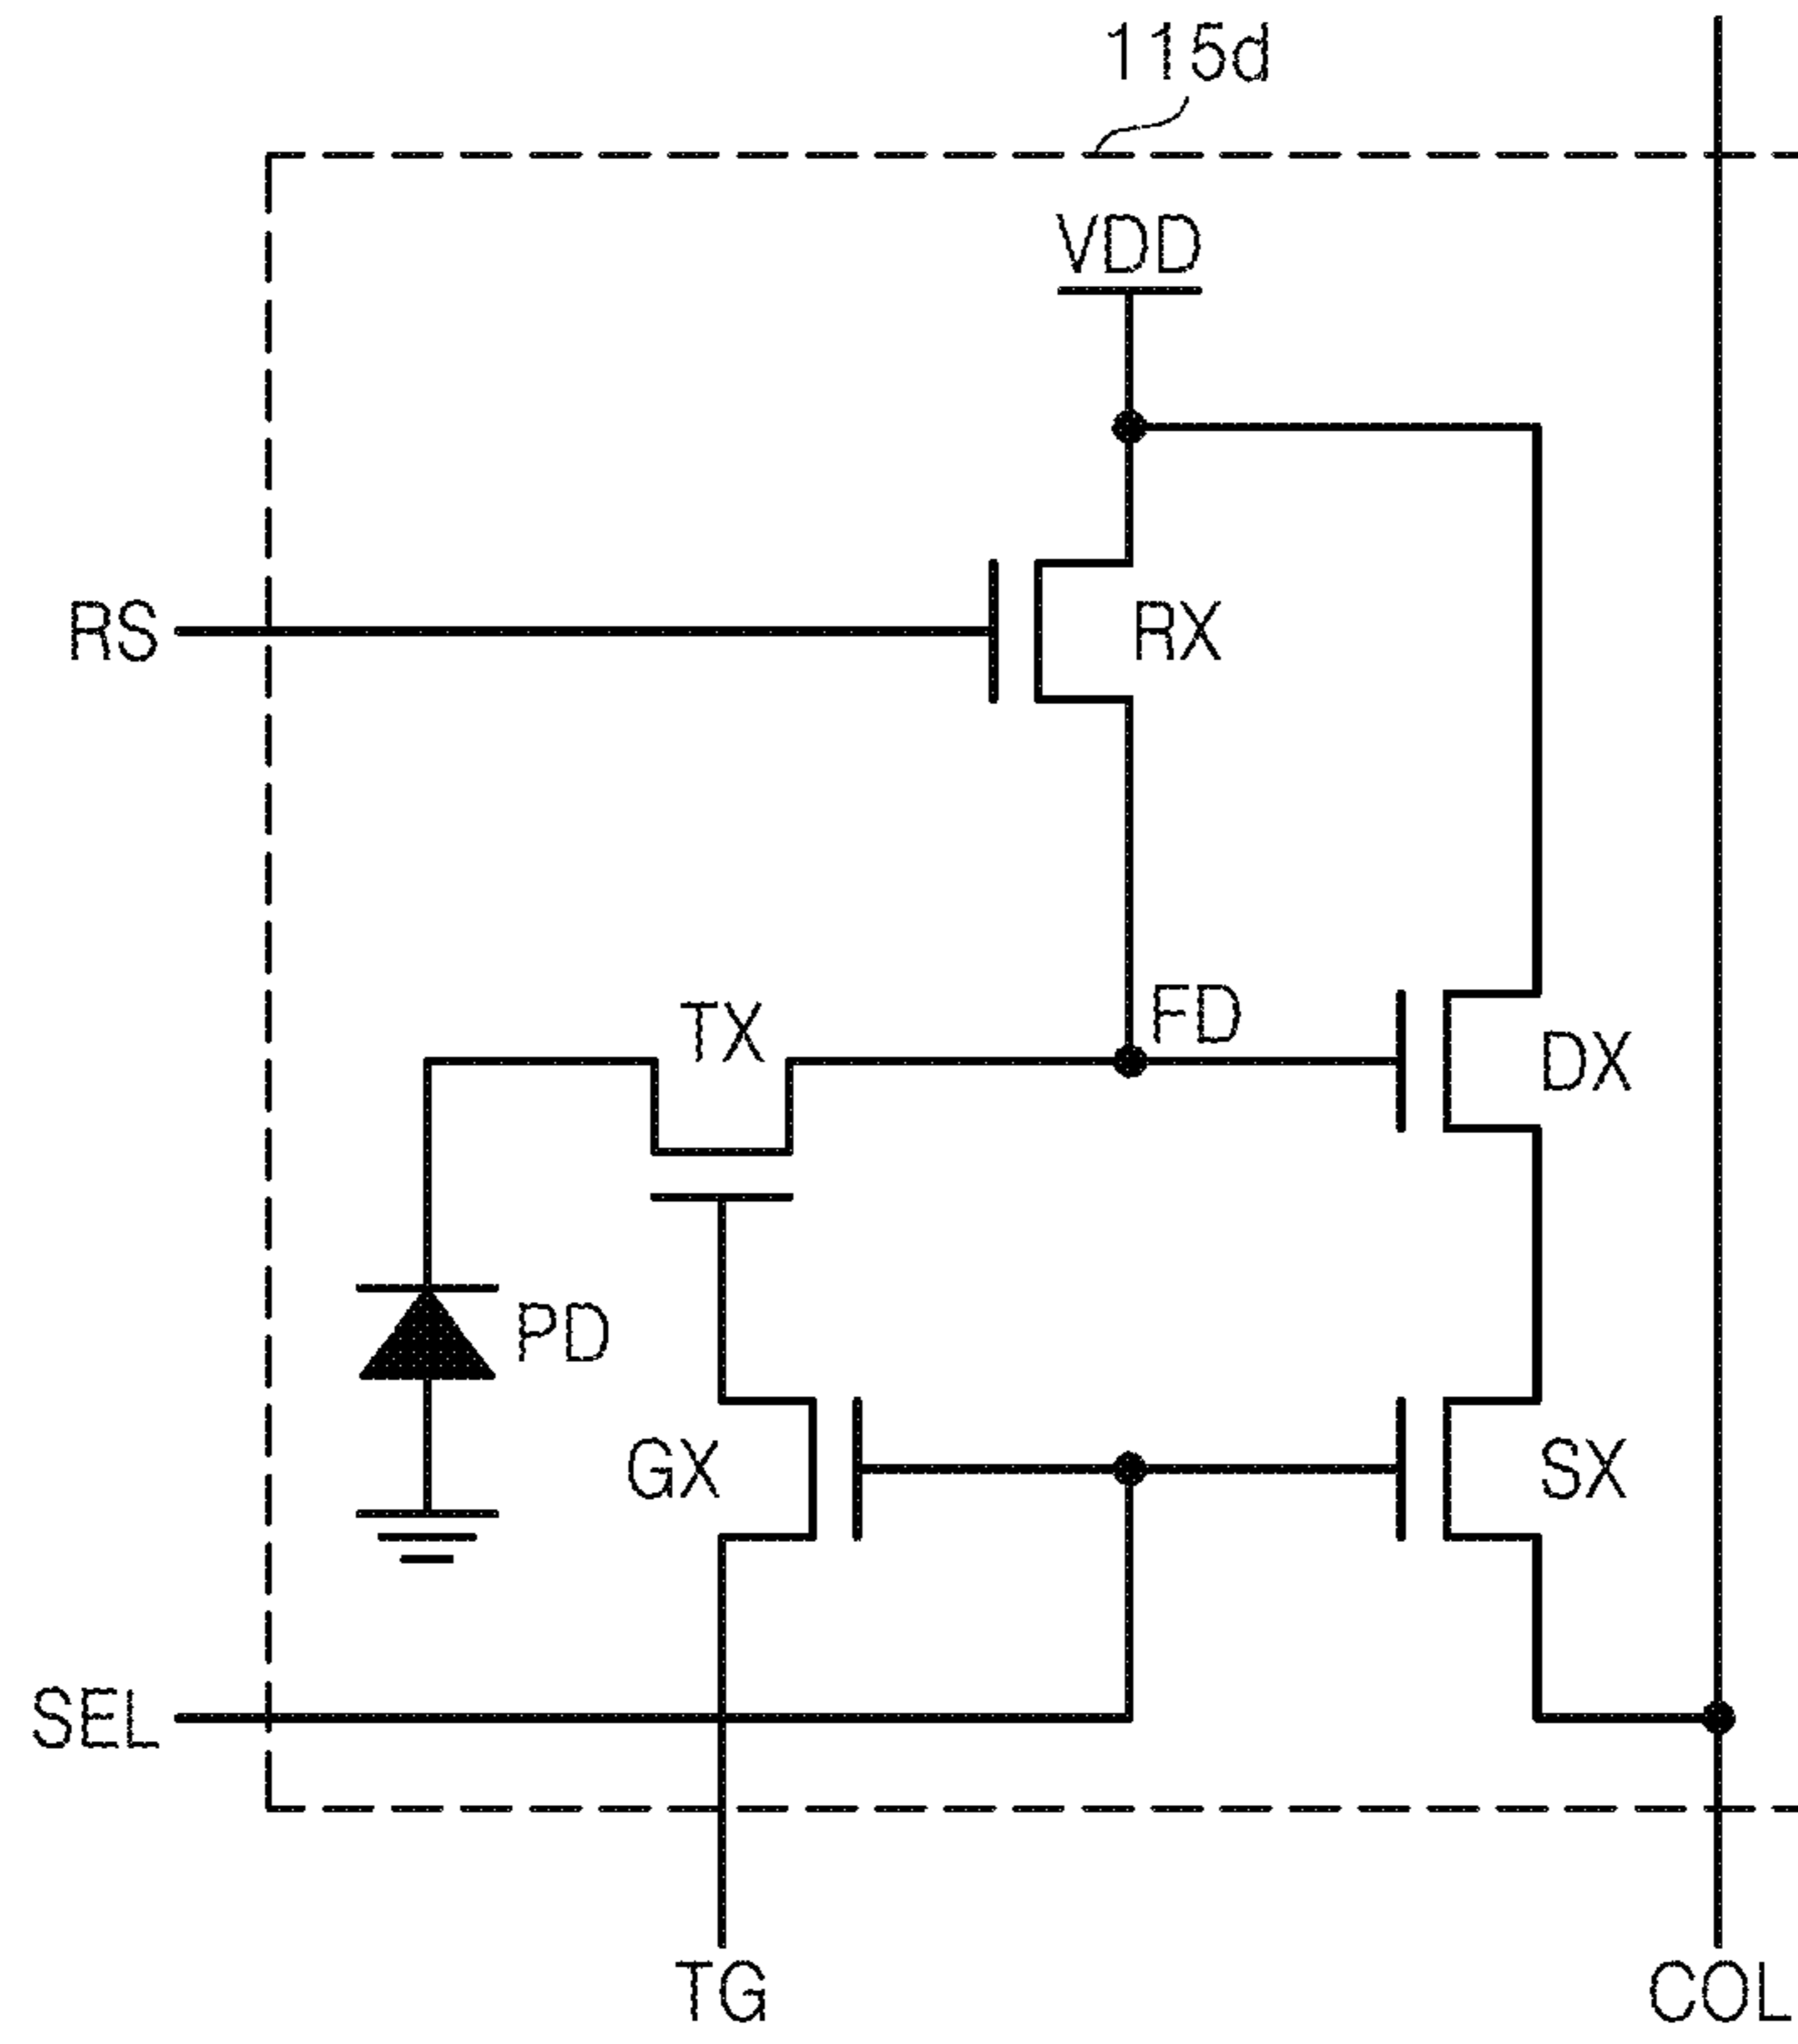 115d
VDD
RS
RX
TX
FD
DX
PD
GX
SX
SEL
TG
COL